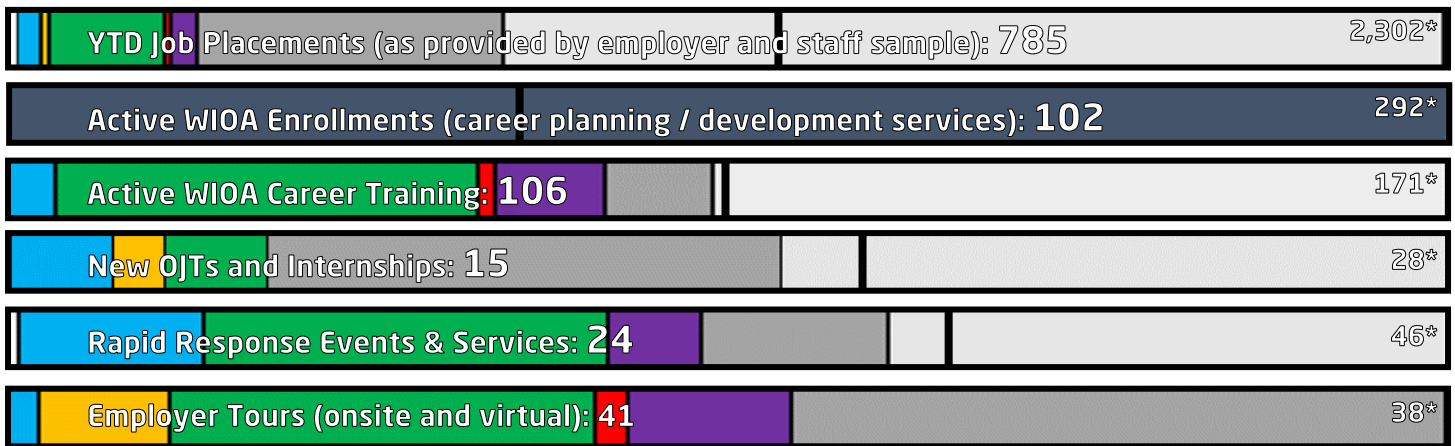 YTD Job Placements (as provided by employer and staff sample): 785 2,302*
Active WIOA Enrollments (career planning / development services): 102 292*
Active WIOA Career Training: 106 171*
New OJTs and Internships: 15 28*
Rapid Response Events & Services: 24 46*
Employer Tours (onsite and virtual): 41 38*